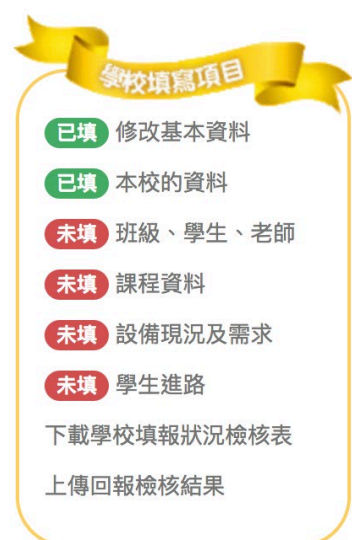 學校填寫項目
已填 修改基本資料
已填 本校的資料
未填 班級、學生、老師
未填 課程資料
未填 設備現況及需求
未填 學生進路
下載學校填報狀況檢核表
上傳回報檢核結果